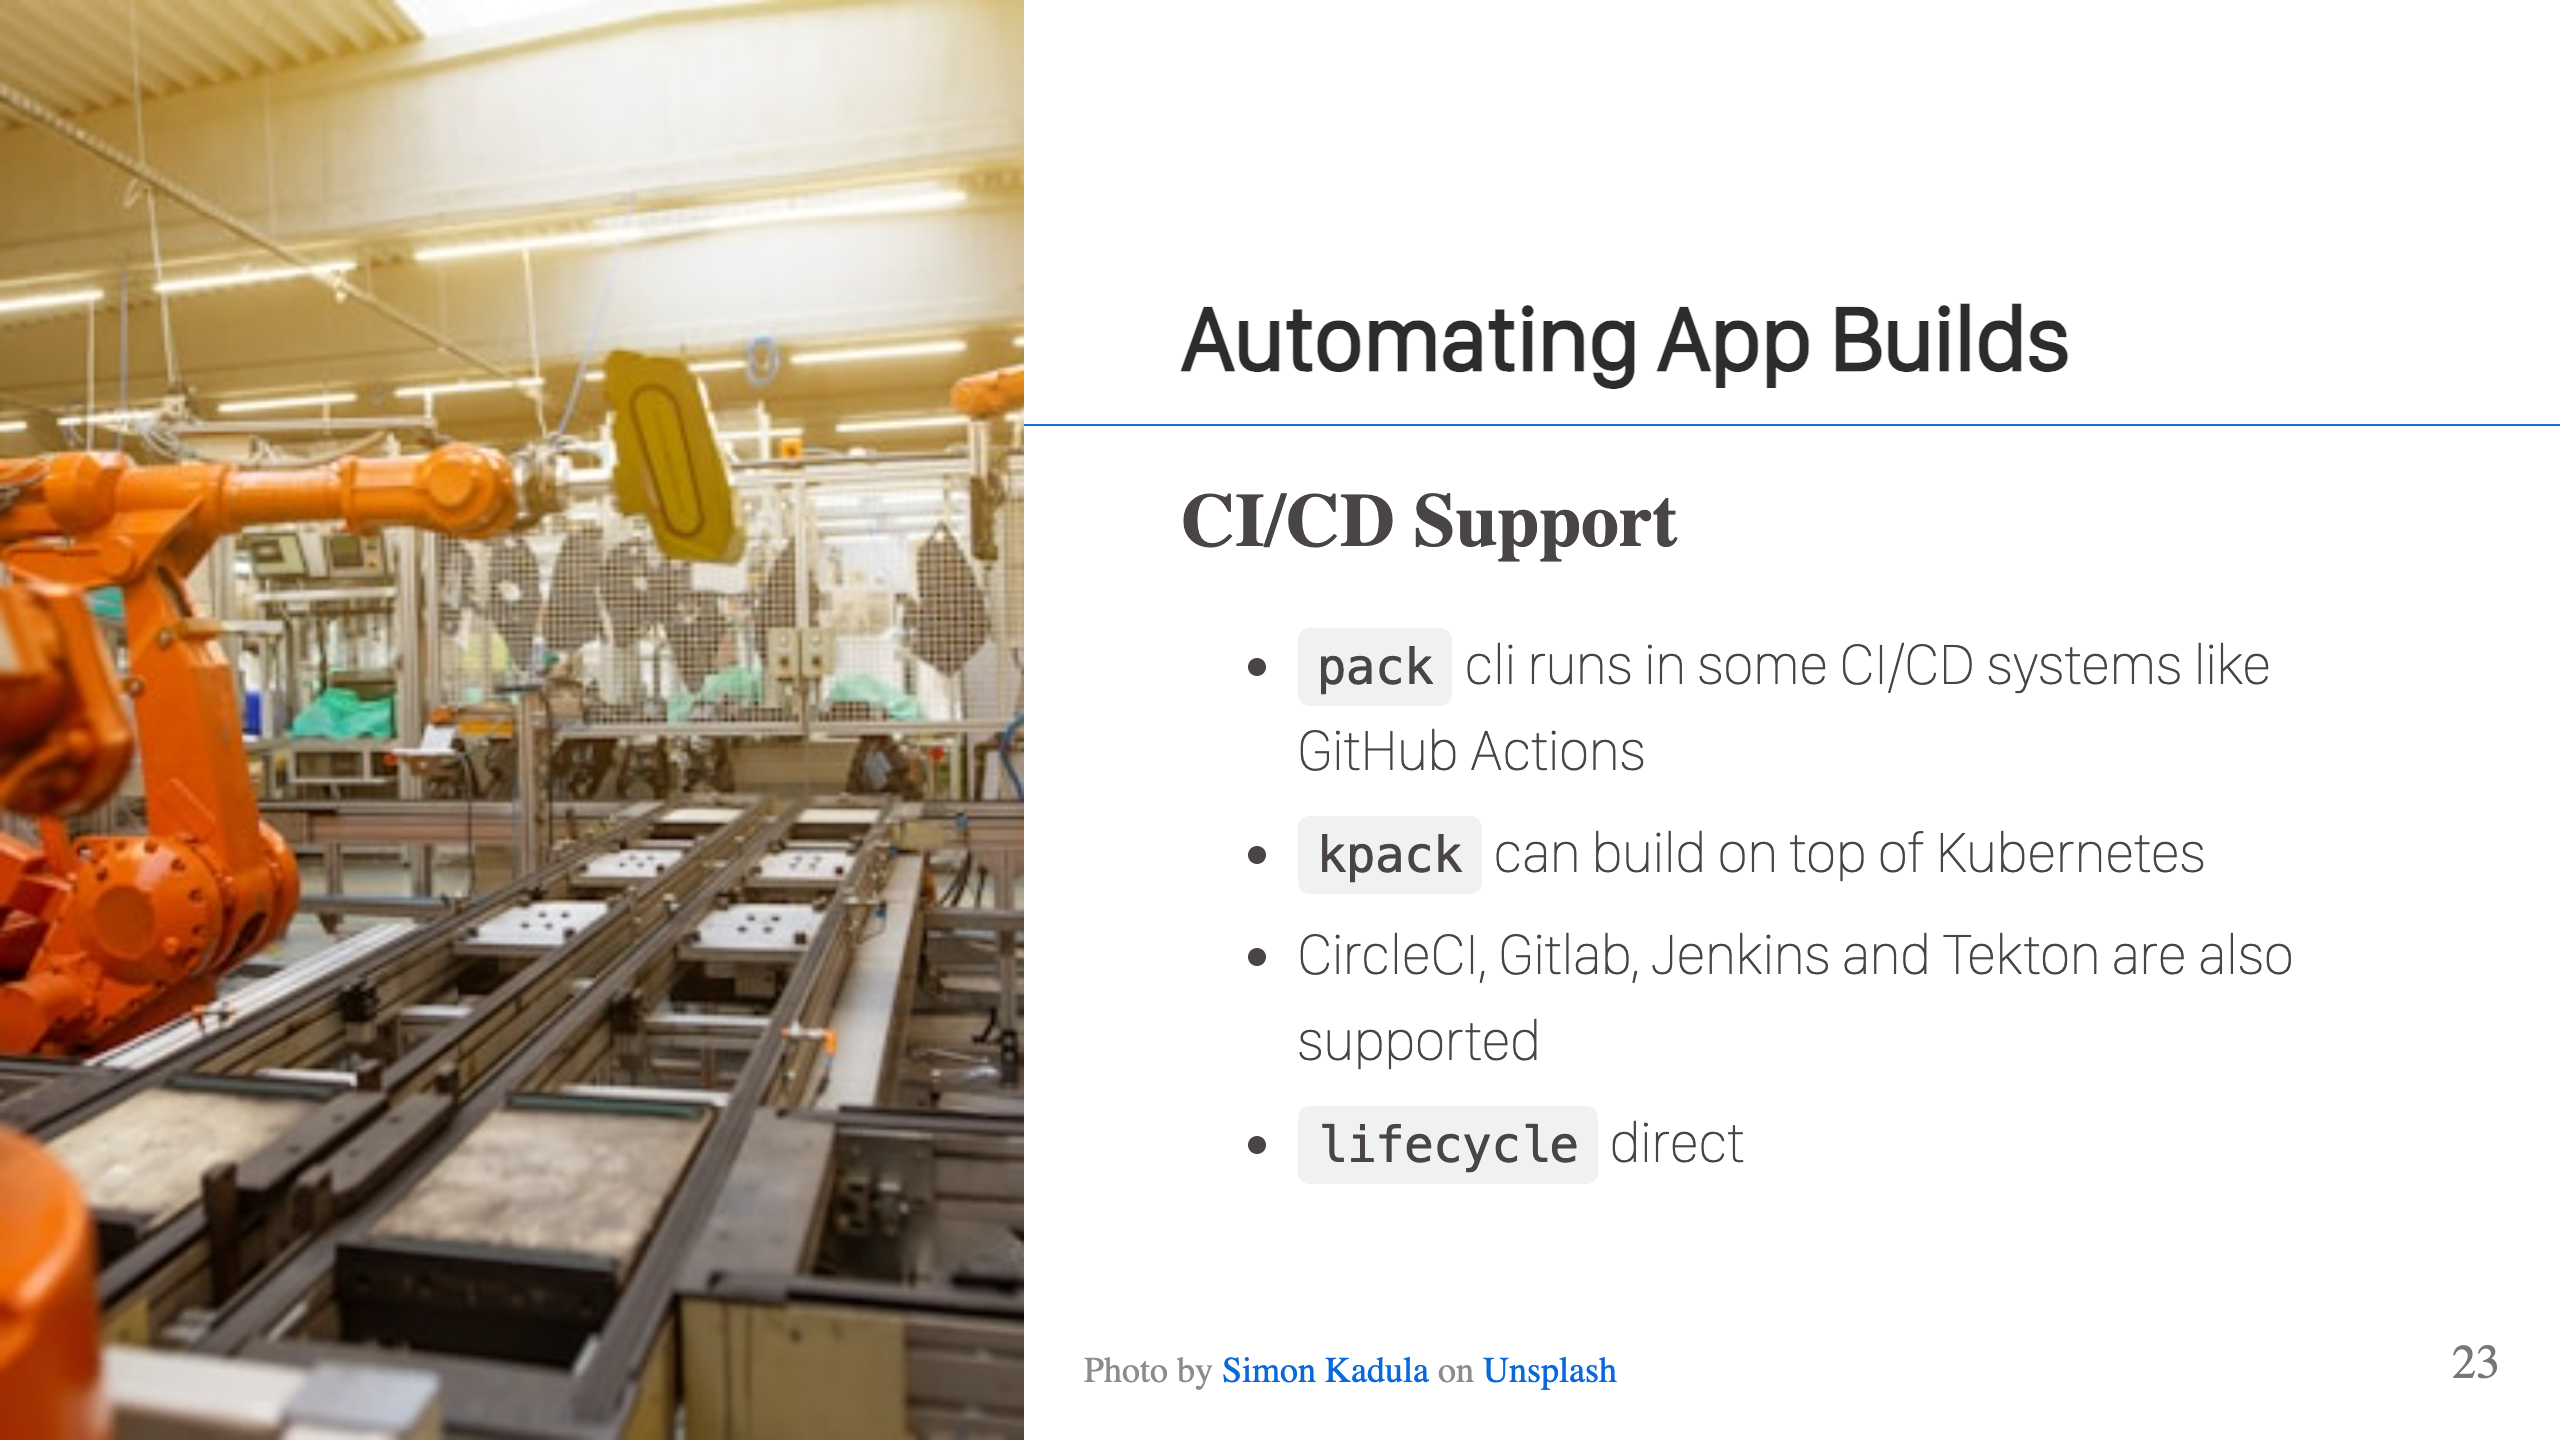 Automating App Builds
CI/CD Support
• pack cli runs in some CI/CD systems like
GitHub Actions
• kpack can build on top of Kubernetes
• CircleCI, Gitlab, Jenkins and Tekton are also
supported
• lifecycle direct
Photo by Simon Kadula on Unsplash
23